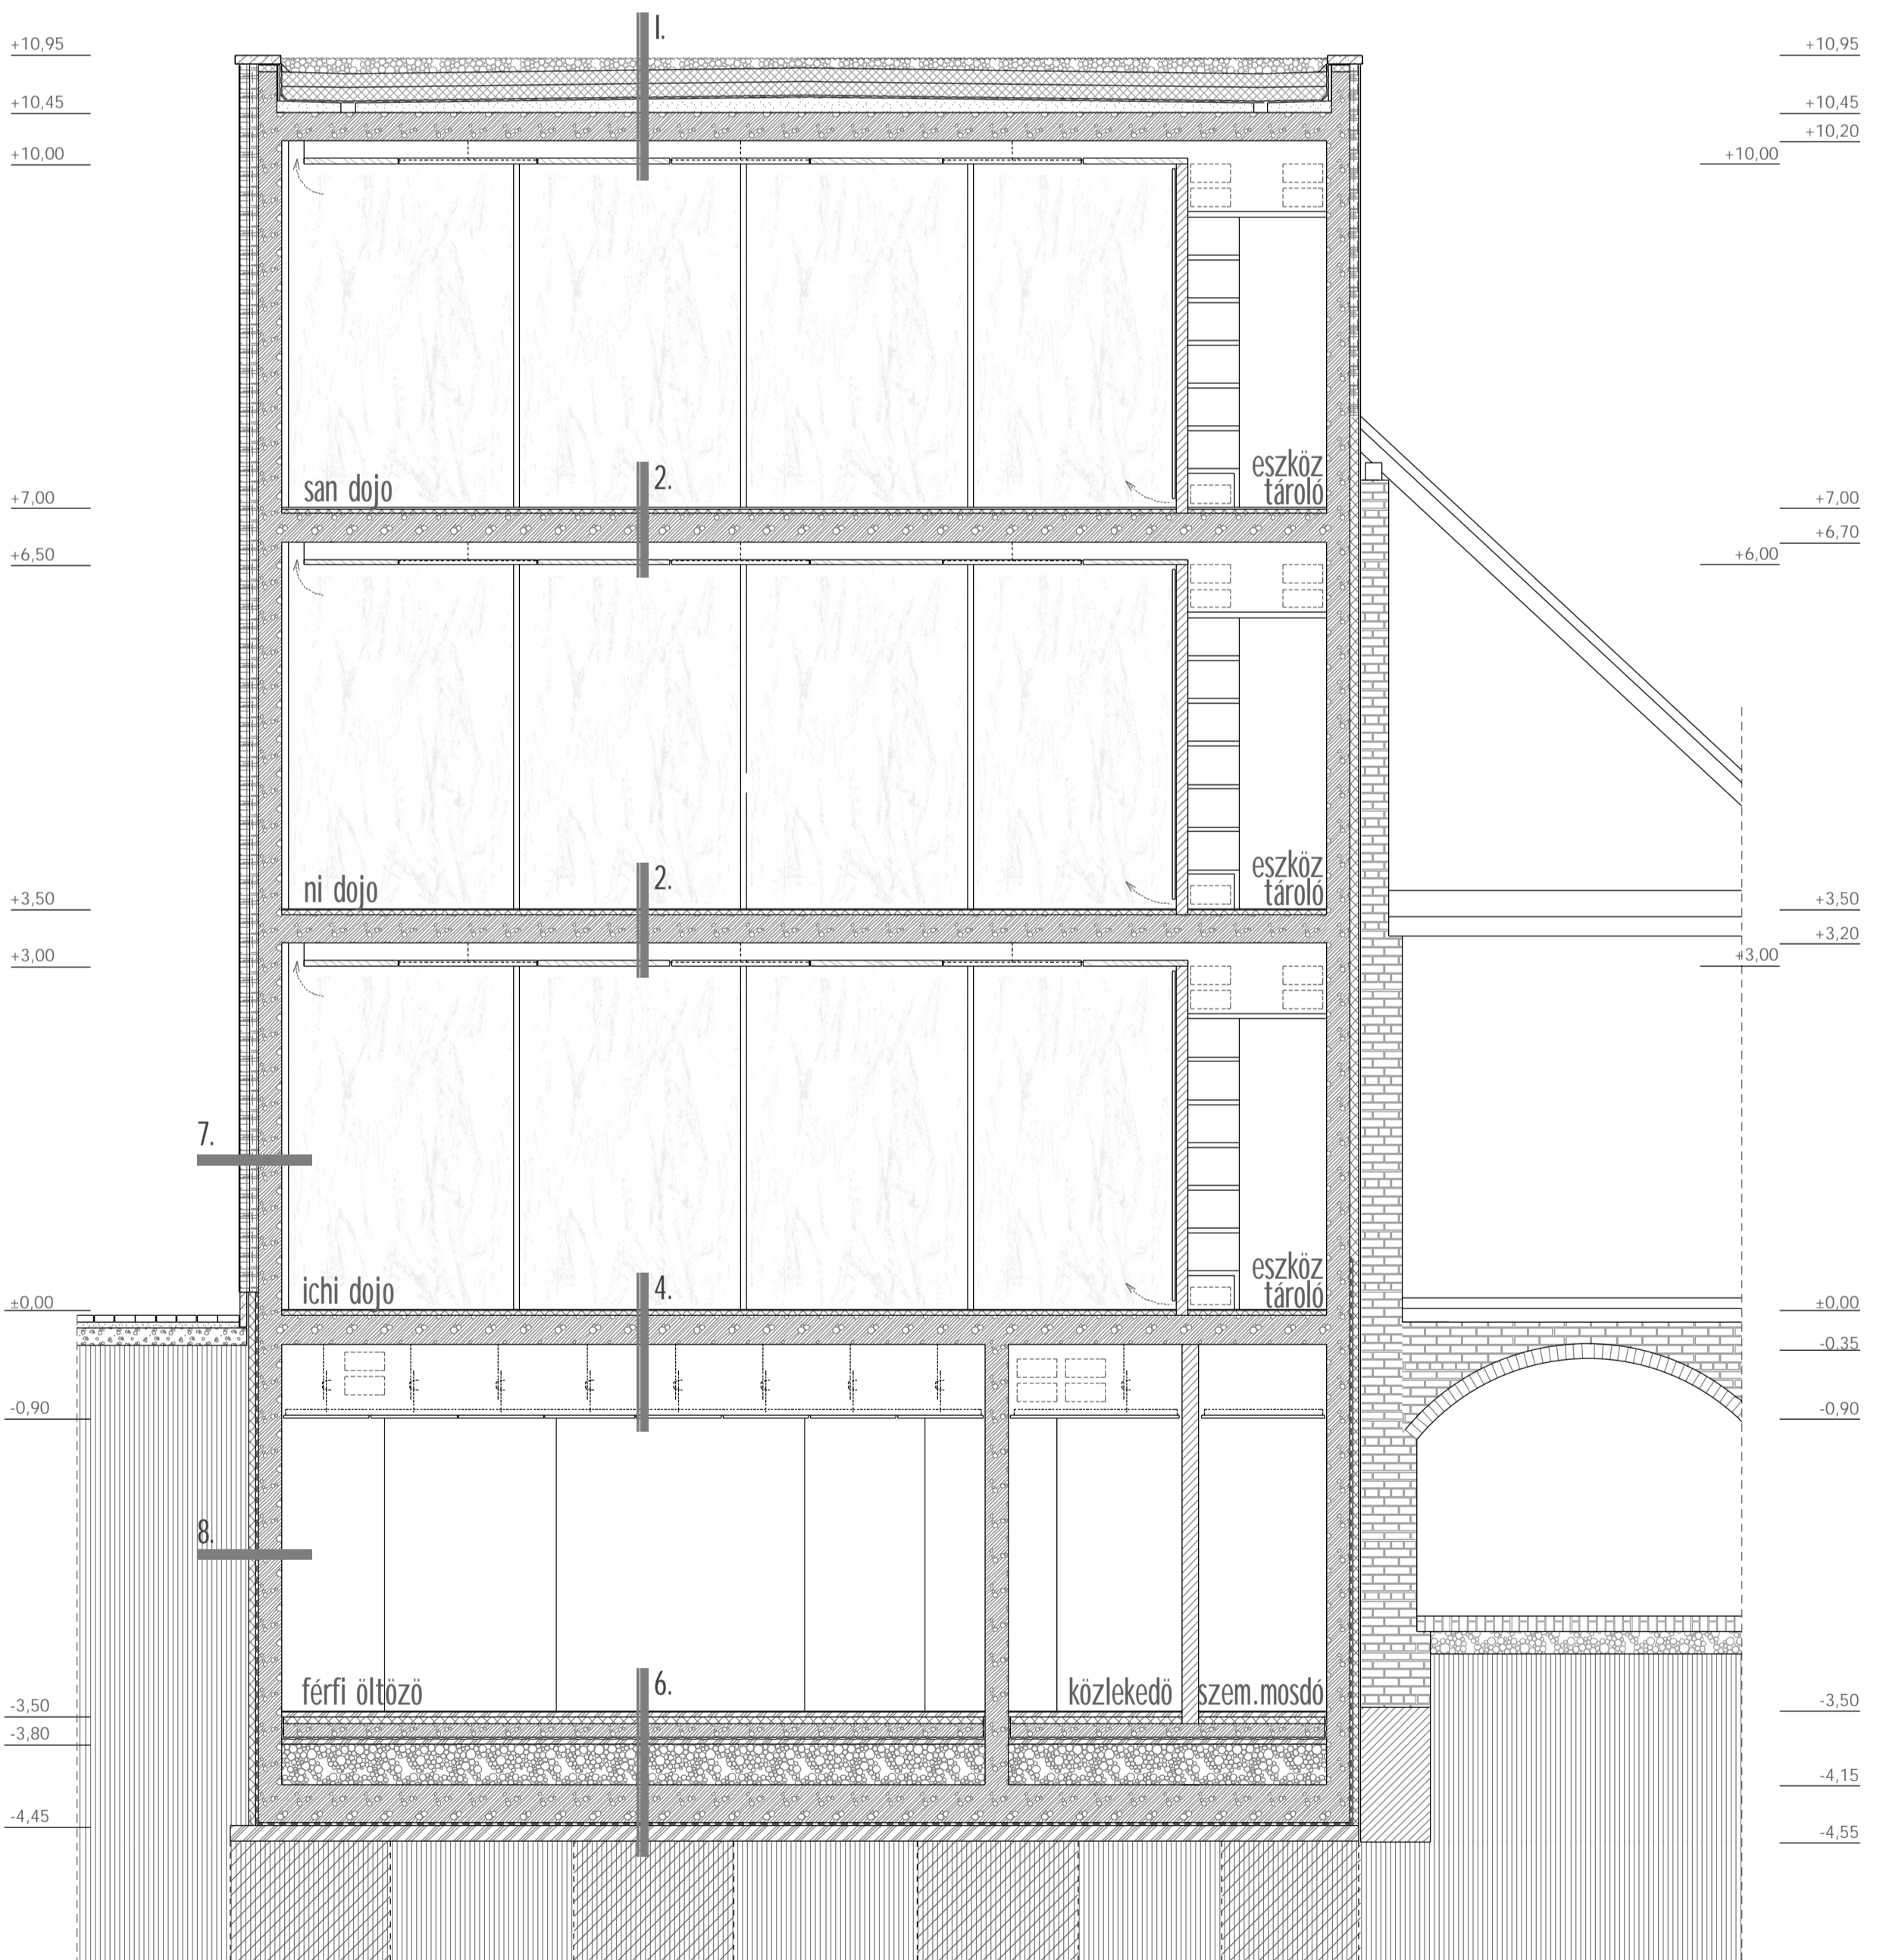 I.
+10,95
+10,95
+10,45
+10,45
+10,20
+10,00
+10,00
san dojo
2.
eszköz
tároló
+7,00
+7,00
+6,70
+6,50
+6,00
ni dojo
2.
eszköz
tároló
+3,50
+3,50
+3,20
+3,00
+3,00
7.
ichi dojo
4.
eszköz
tároló
±0,00
±0,00
-0.35
-0,90
-0,90
8.
férfi öltözö
6.
közlekedö
szem.mosdó
-3,50
-3,50
-3,80
-4,15
-4,45
-4,55